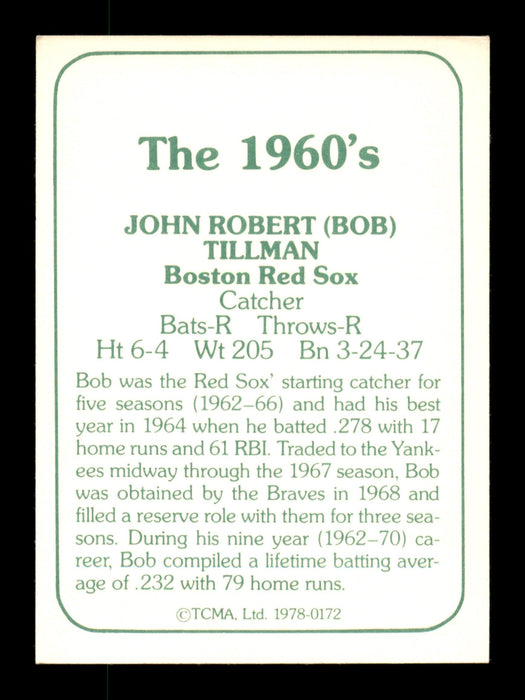 The 1960's
JOHN ROBERT (BOB)
TILLMAN
Boston Red Sox
Catcher
Bats-R Throws-R
Ht 6-4 Wt 205 Bn 3-24-37
Bob was the Red Sox' starting catcher for
five seasons (1962–66) and had his best
year in 1964 when he batted .278 with 17
home runs and 61 RBI. Traded to the Yank-
ees midway through the 1967 season, Bob
was obtained by the Braves in 1968 and
filled a reserve role with them for three sea-
sons. During his nine year (1962–70) ca-
reer, Bob compiled a lifetime batting aver-
age of .232 with 79 home runs.
©TCMA, Ltd. 1978-0172